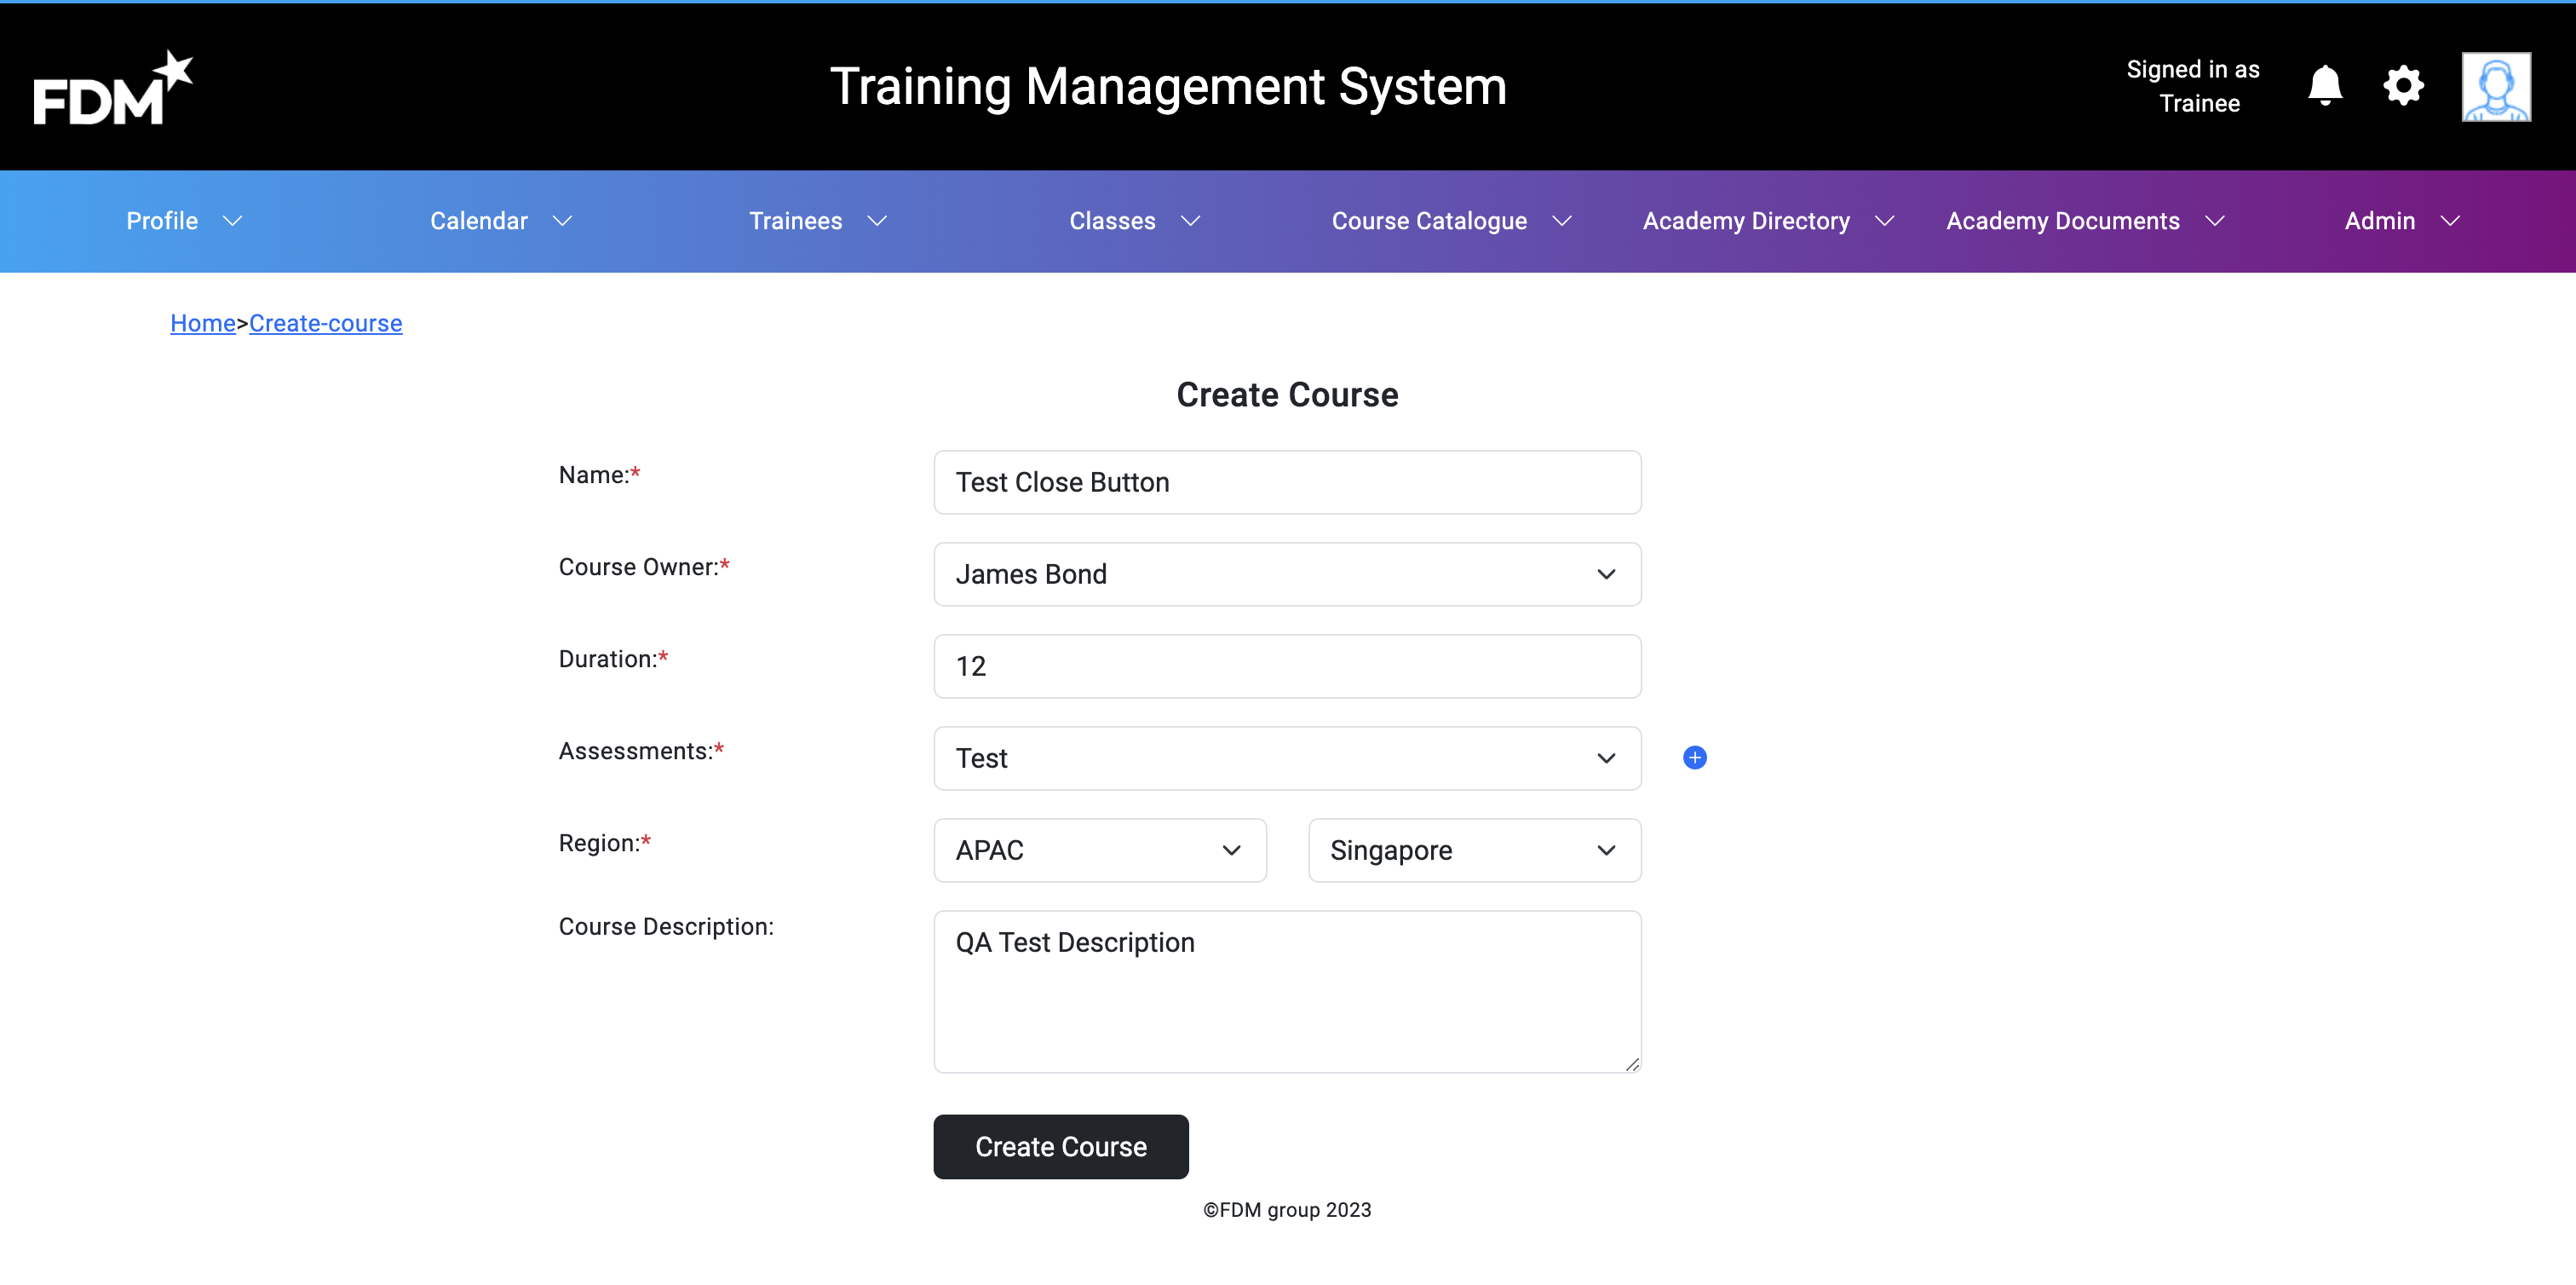 FDM
Training Management System
Signed in as
Trainee
Profile
Calendar
Trainees
Classes
Course Catalogue
Academy Directory
Academy Documents
Admin
Home>Create-course
Create Course
Name:*
Test Close Button
Course Owner:*
James Bond
Duration:*
12
Assessments:*
Test
Region:*
APAC
Singapore
Course Description:
QA Test Description
Create Course
©FDM group 2023